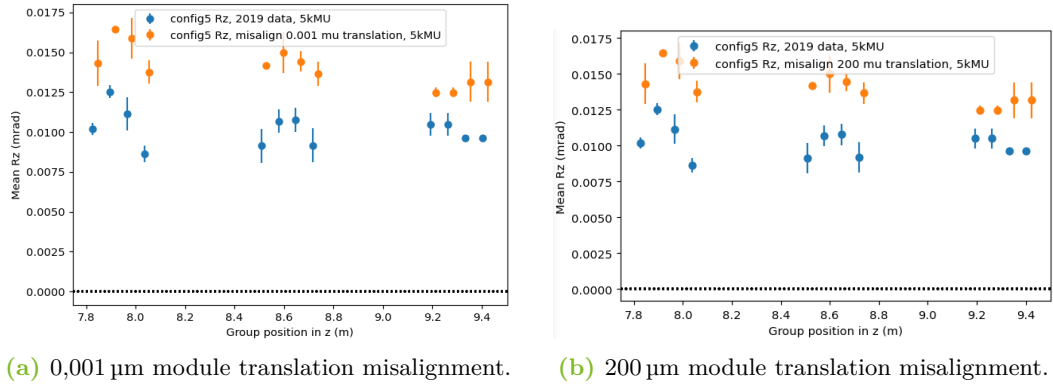 config5 Rz, 2019 data, 5kMU
config5 Rz, misalign 0.001 mu translation, 5kMU
0.0175
0.0150
0.0125
0.0100
0.0075
0.0050
0.0025
0.0000
Mean Rz (mrad)
7.8 8.0 8.2 8.4 8.6 8.8 9.0 9.2 9.4
Group position in z (m)
(a) 0,001 µm module translation misalignment.
config5 Rz, 2019 data, 5kMU
config5 Rz, misalign 200 mu translation, 5kMU
0.0175
0.0150
0.0125
0.0100
0.0075
0.0050
0.0025
0.0000
Mean Rz (mrad)
7.8 8.0 8.2 8.4 8.6 8.8 9.0 9.2 9.4
Group position in z (m)
(b) 200 µm module translation misalignment.